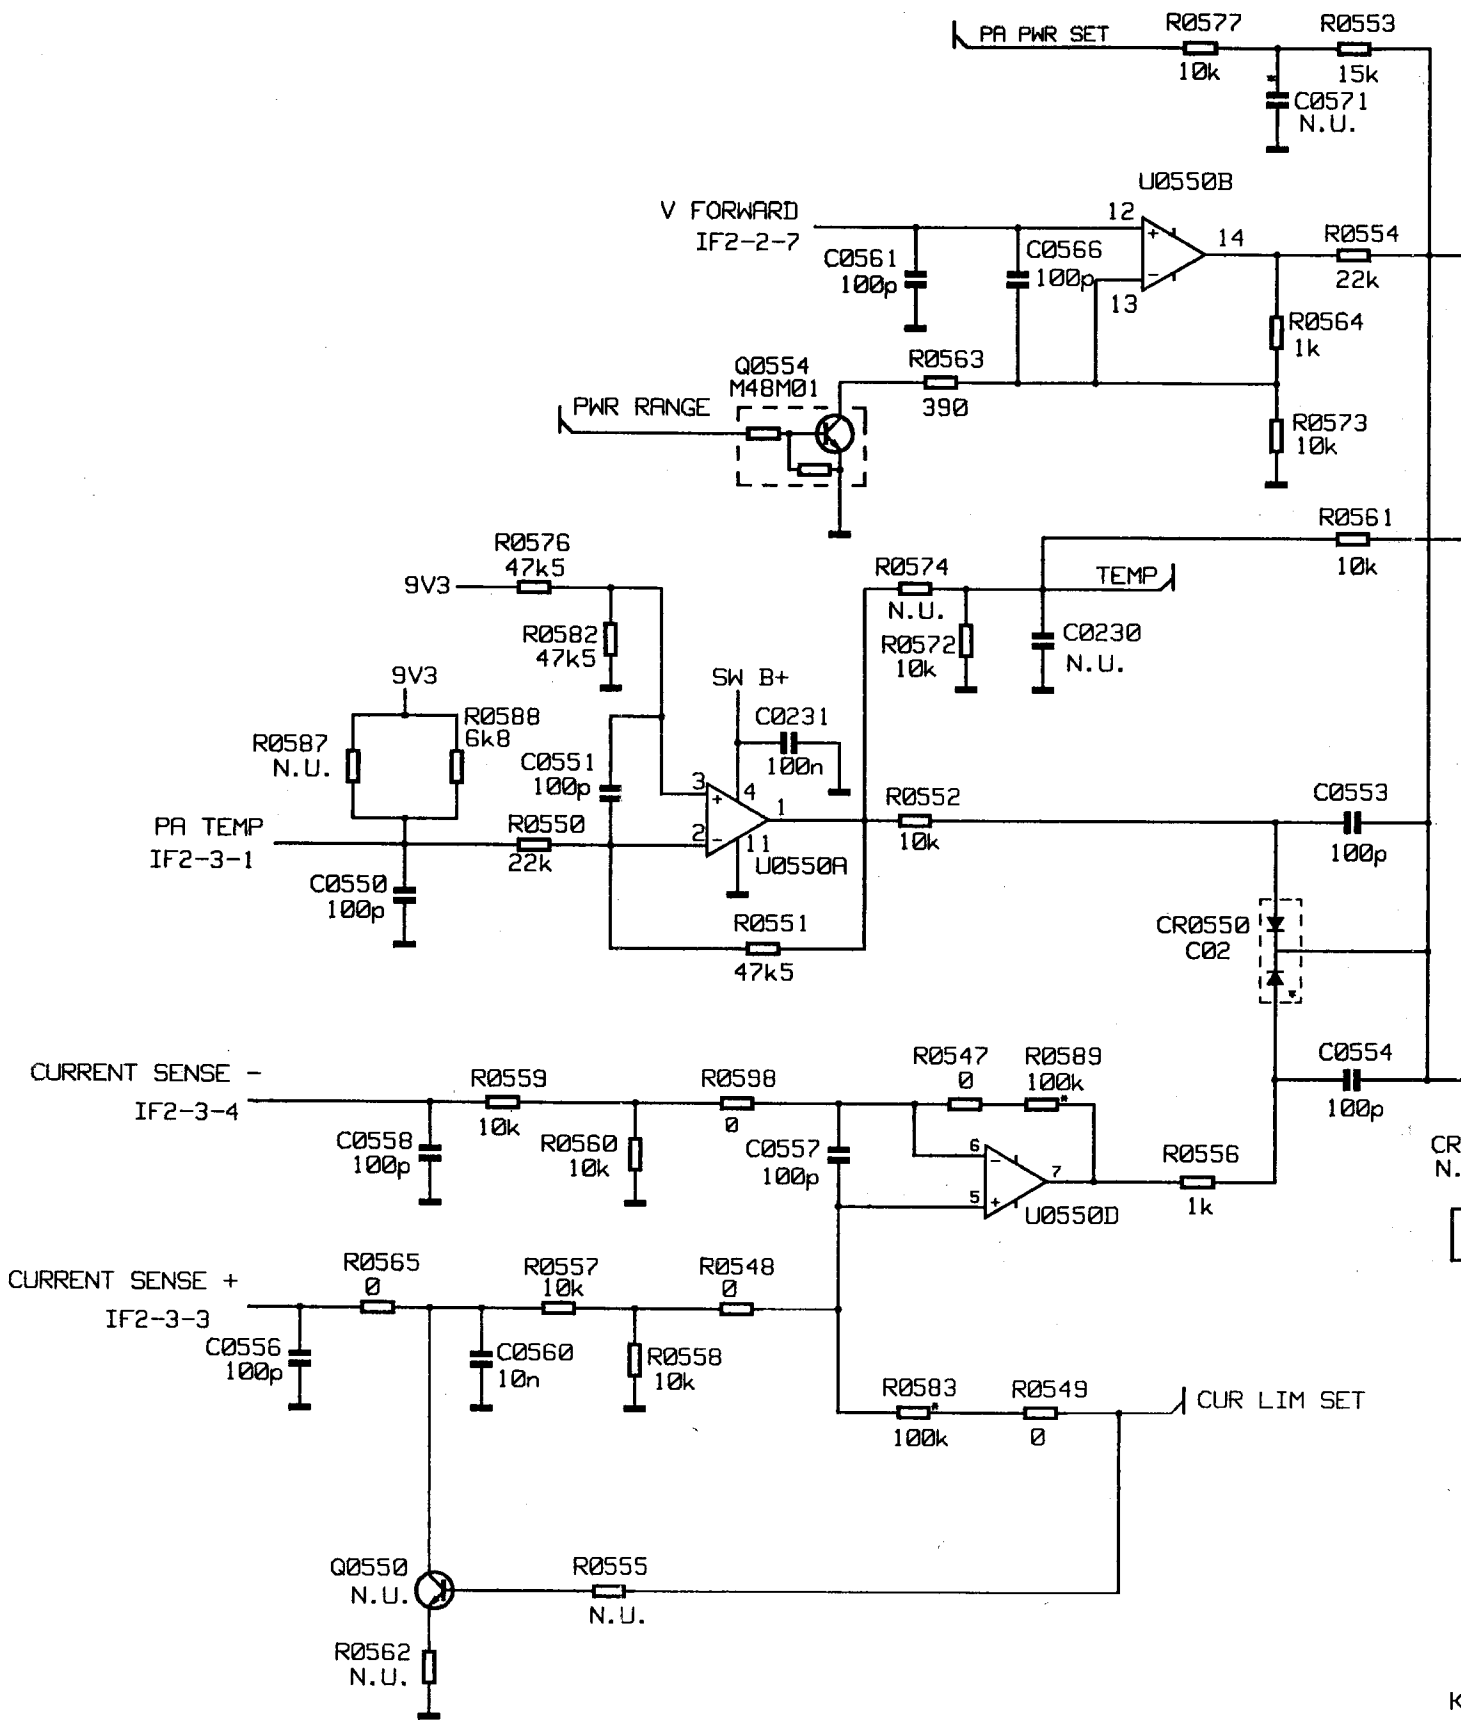 PA PWR SET
R0577
10k
R0553
15k
*
C0571
N.U.
U0550B
V FORWARD
IF2-2-7
12
+
-
13
14
C0561
100p
C0566
100p
R0554
22k
R0564
1k
Q0554
M48M01
R0563
390
PWR RANGE
R0573
10k
R0561
10k
R0576
47k5
9V3
R0574
N.U.
TEMP
R0582
47k5
R0572
10k
C0230
N.U.
9V3
SW B+
R0587
N.U.
R0588
6k8
C0231
100n
C0551
100p
3
+
4
1
2
-
11
U0550A
R0552
10k
C0553
100p
PA TEMP
IF2-3-1
R0550
22k
C0550
100p
R0551
47k5
CR0550
C02
*
CURRENT SENSE -
IF2-3-4
R0559
10k
R0598
0
R0547
0
R0589
100k
*
C0554
100p
C0558
100p
R0560
10k
C0557
100p
6
-
5
+
7
U0550D
R0556
1k
CR
N.
CURRENT SENSE +
IF2-3-3
R0565
0
R0557
10k
R0548
0
C0556
100p
C0560
10n
R0558
10k
R0583
*
100k
R0549
0
CUR LIM SET
Q0550
N.U.
R0555
N.U.
R0562
N.U.
K